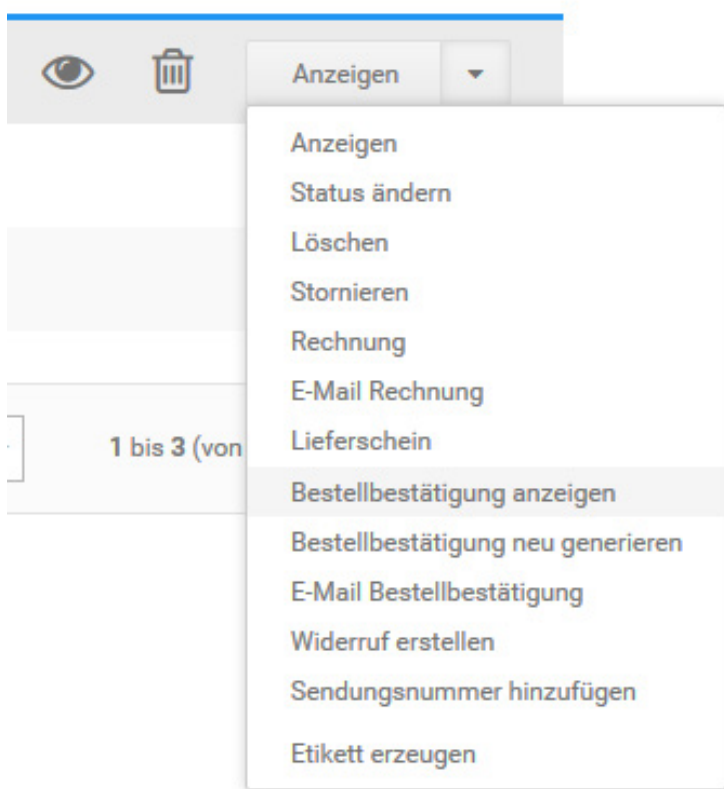 Anzeigen
Anzeigen
Status ändern
Löschen
Stornieren
Rechnung
E-Mail Rechnung
1 bis 3 (von
Lieferschein
Bestellbestätigung anzeigen
Bestellbestätigung neu generieren
E-Mail Bestellbestätigung
Widerruf erstellen
Sendungsnummer hinzufügen
Etikett erzeugen